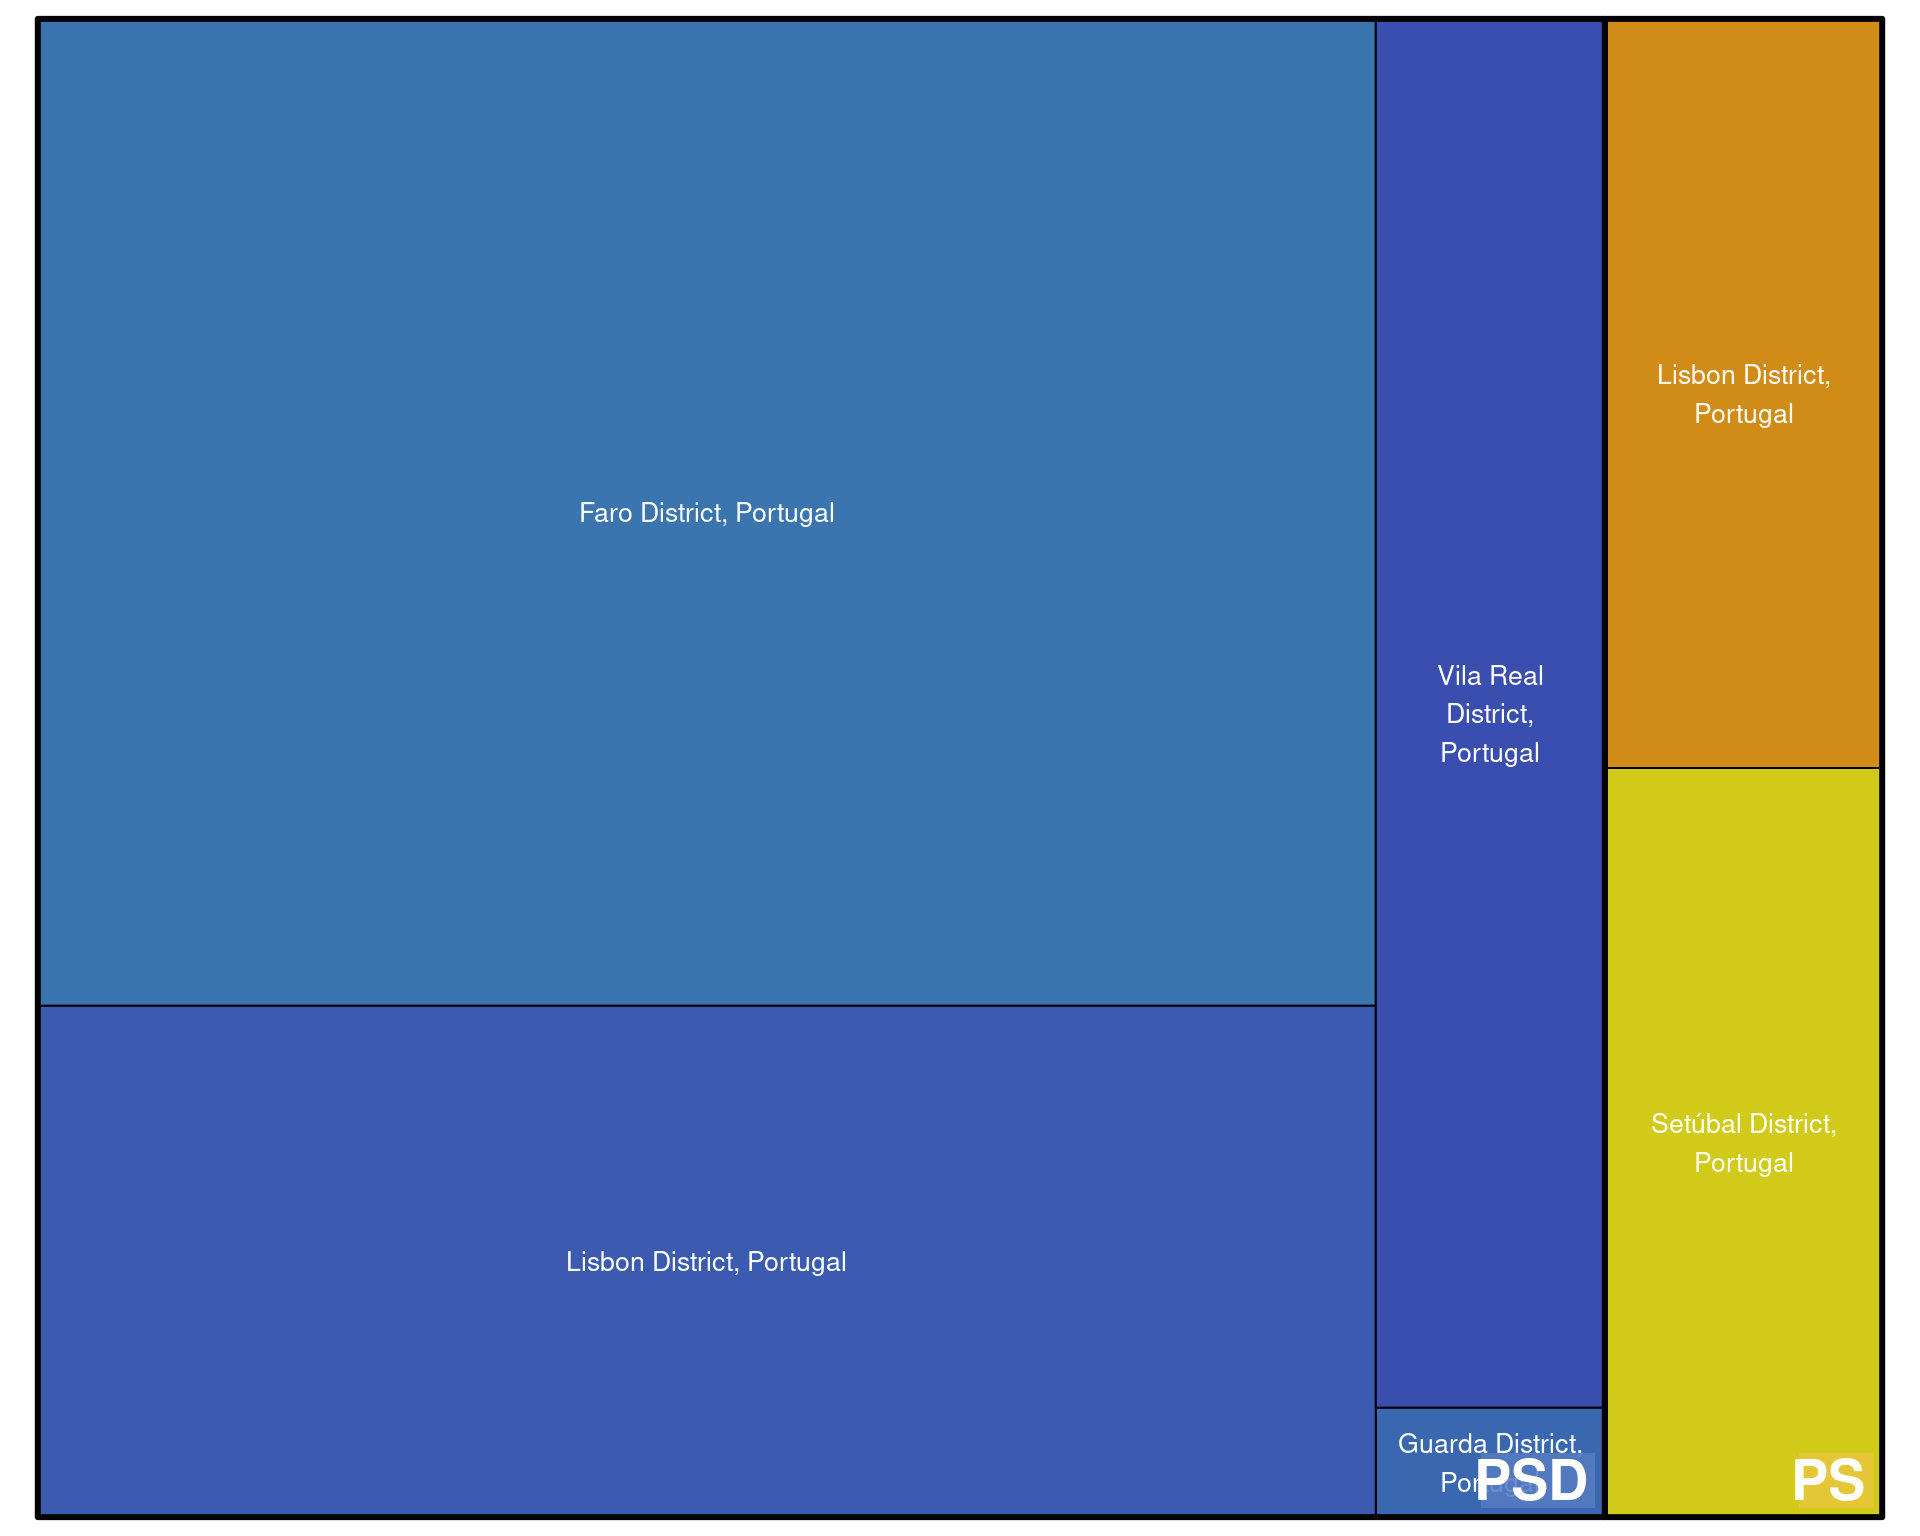 Faro District, Portugal
Lisbon District, Portugal
Vila Real
District,
Portugal
Guarda District,
PSD
Lisbon District,
Portugal
Setúbal District,
Portugal
PS